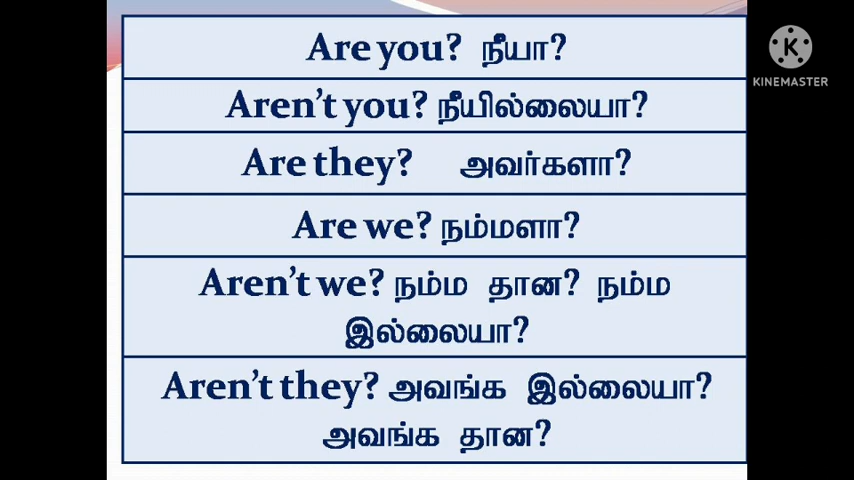 Are you? நீயா?
Aren't you? நீயில்லையா?
Are they? அவர்களா?
Are we? நம்மளா?
Aren't we? நம்ம தான? நம்ம
இல்லையா?
Aren't they? அவங்க இல்லையா?
அவங்க தான?
K
KINEMASTER